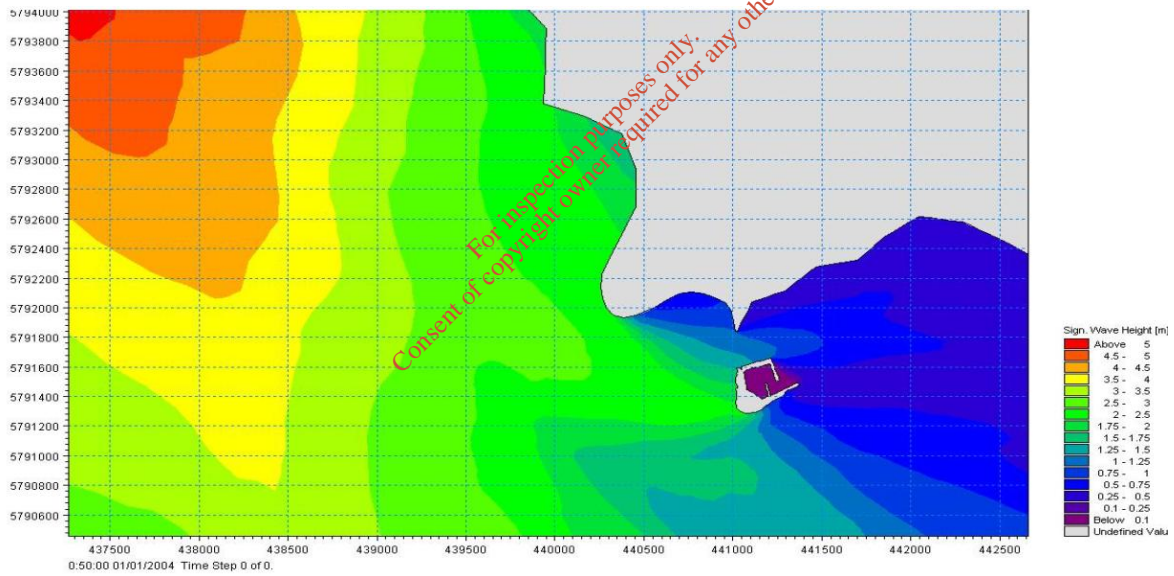 5794000
5793800
5793600
5793400
5793200
5793000
5792800
5792600
5792400
5792200
5792000
5791800
5791600
5791400
5791200
5791000
5790800
5790600
437500 438000 438500 439000 439500 440000 440500 441000 441500 442000 442500
0:50:00 01/01/2004 Time Step 0 of 0.
For inspection purposes only.
Consent of copyright owner required for any othe
Sign. Wave Height [m]
Above 5
4.5 - 5
4 - 4.5
3.5 - 4
3 - 3.5
2.5 - 3
2 - 2.5
1.75 - 2
1.5 - 1.75
1.25 - 1.5
1 - 1.25
0.75 - 1
0.5 - 0.75
0.25 - 0.5
0.1 - 0.25
Below 0.1
Undefined Valu